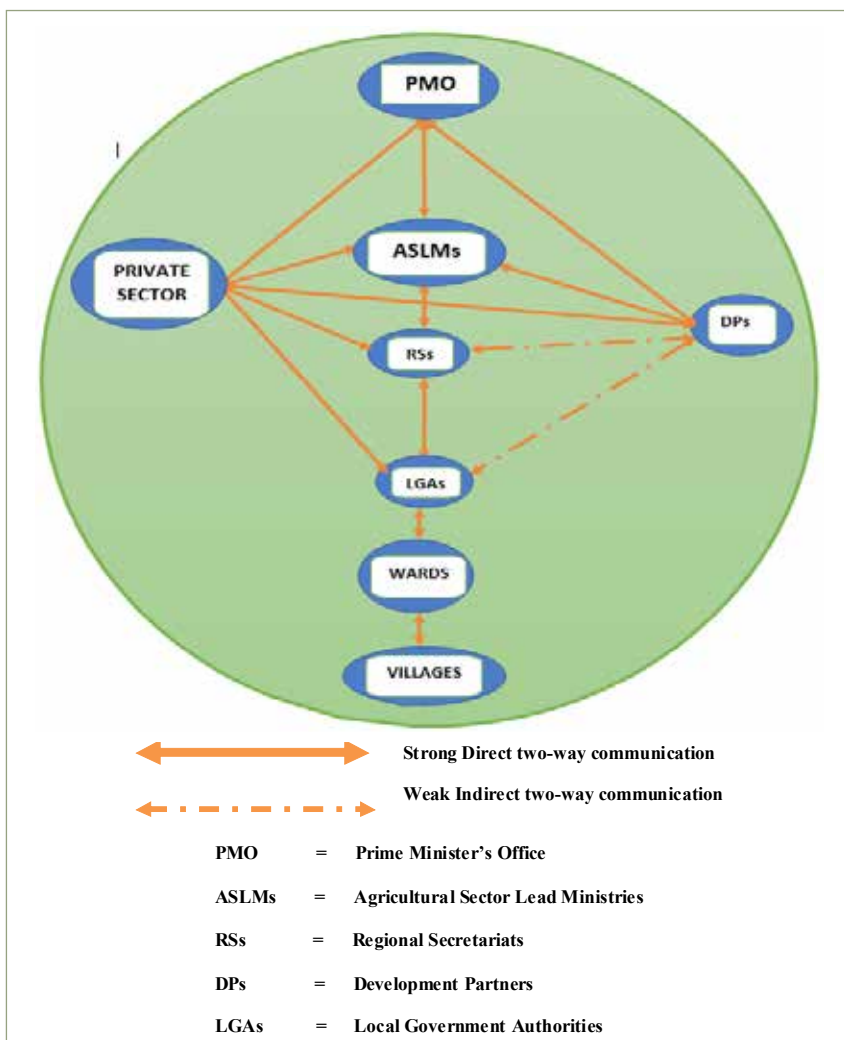 PMO
ASLMs
PRIVATE
SECTOR
DPs
RSs
LGAs
WARDS
VILLAGES
Strong Direct two-way communication
Weak Indirect two-way communication
PMO = Prime Minister’s Office
ASLMs = Agricultural Sector Lead Ministries
RSs = Regional Secretariats
DPs = Development Partners
LGAs = Local Government Authorities